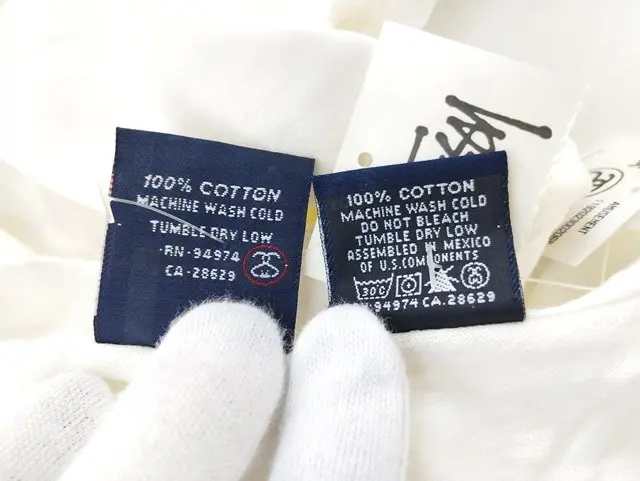 100% COTTON
MACHINE WASH COLD
TUMBLE DRY LOW
RN-94974
CA-28629
100% COTTON
MACHINE WASH COLD
DO NOT BLEACH
TUMBLE DRY LOW
ASSEMBLED IN MEXICO
OF U.S. COMPONENTS
30C
94974 CA.28629